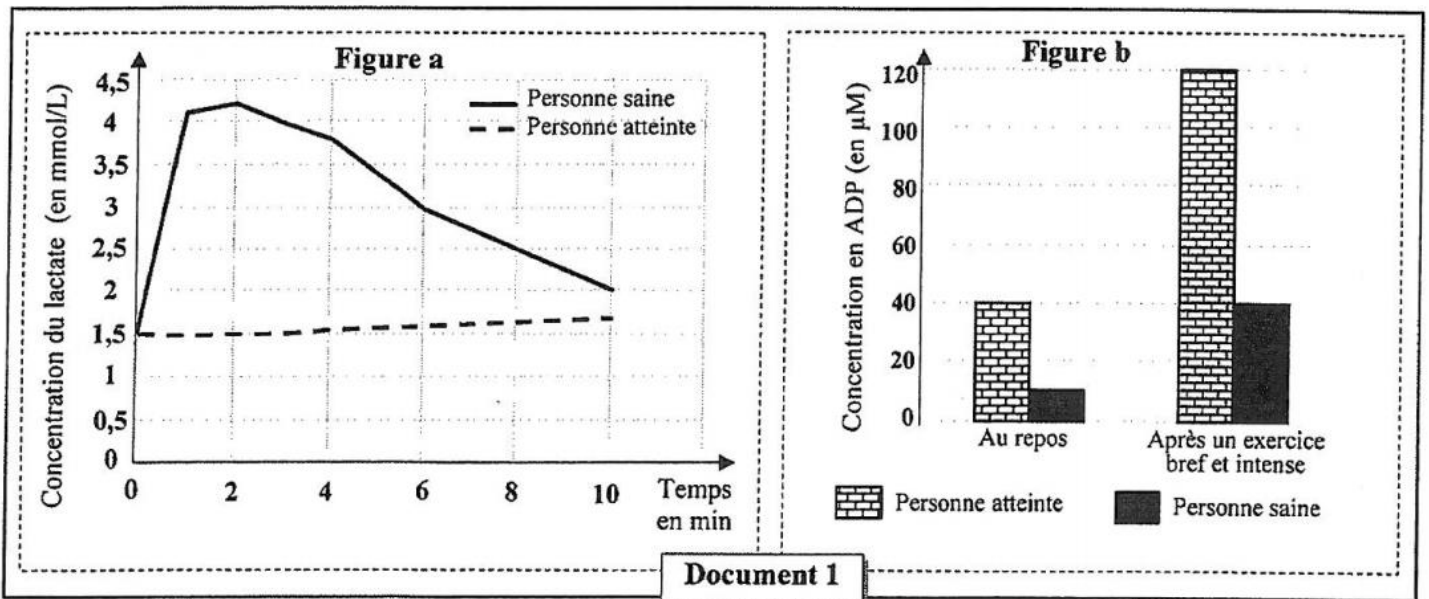 Figure a
Concentration du lactate (en mmol/L)
4,5
4
3,5
3
2,5
2
1,5
1
0,5
0
0 2 4 6 8 10
Temps
en min
Personne saine
Personne atteinte
Figure b
Concentration en ADP (en µM)
120
100
80
60
40
20
0
Au repos
Après un exercice
bref et intense
Personne atteinte
Personne saine
Document 1